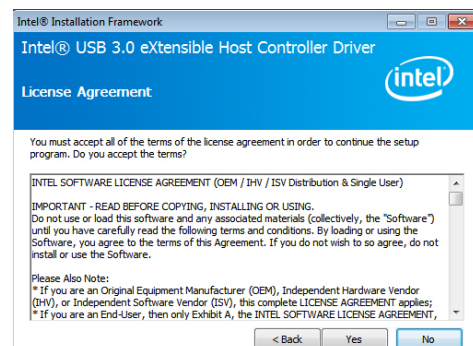 Intel® Installation Framework
Intel® USB 3.0 eXtensible Host Controller Driver
(intel)
License Agreement
You must accept all of the terms of the license agreement in order to continue the setup
program. Do you accept the terms?
INTEL SOFTWARE LICENSE AGREEMENT (OEM / IHV / ISV Distribution & Single User)
IMPORTANT - READ BEFORE COPYING, INSTALLING OR USING.
Do not use or load this software and any associated materials (collectively, the "Software")
until you have carefully read the following terms and conditions. By loading or using the
Software, you agree to the terms of this Agreement. If you do not wish to so agree, do not
install or use the Software.
Please Also Note:
* If you are an Original Equipment Manufacturer (OEM), Independent Hardware Vendor
(IHV), or Independent Software Vendor (ISV), this complete LICENSE AGREEMENT applies;
* If you are an End-User, then only Exhibit A, the INTEL SOFTWARE LICENSE AGREEMENT,
< Back Yes No